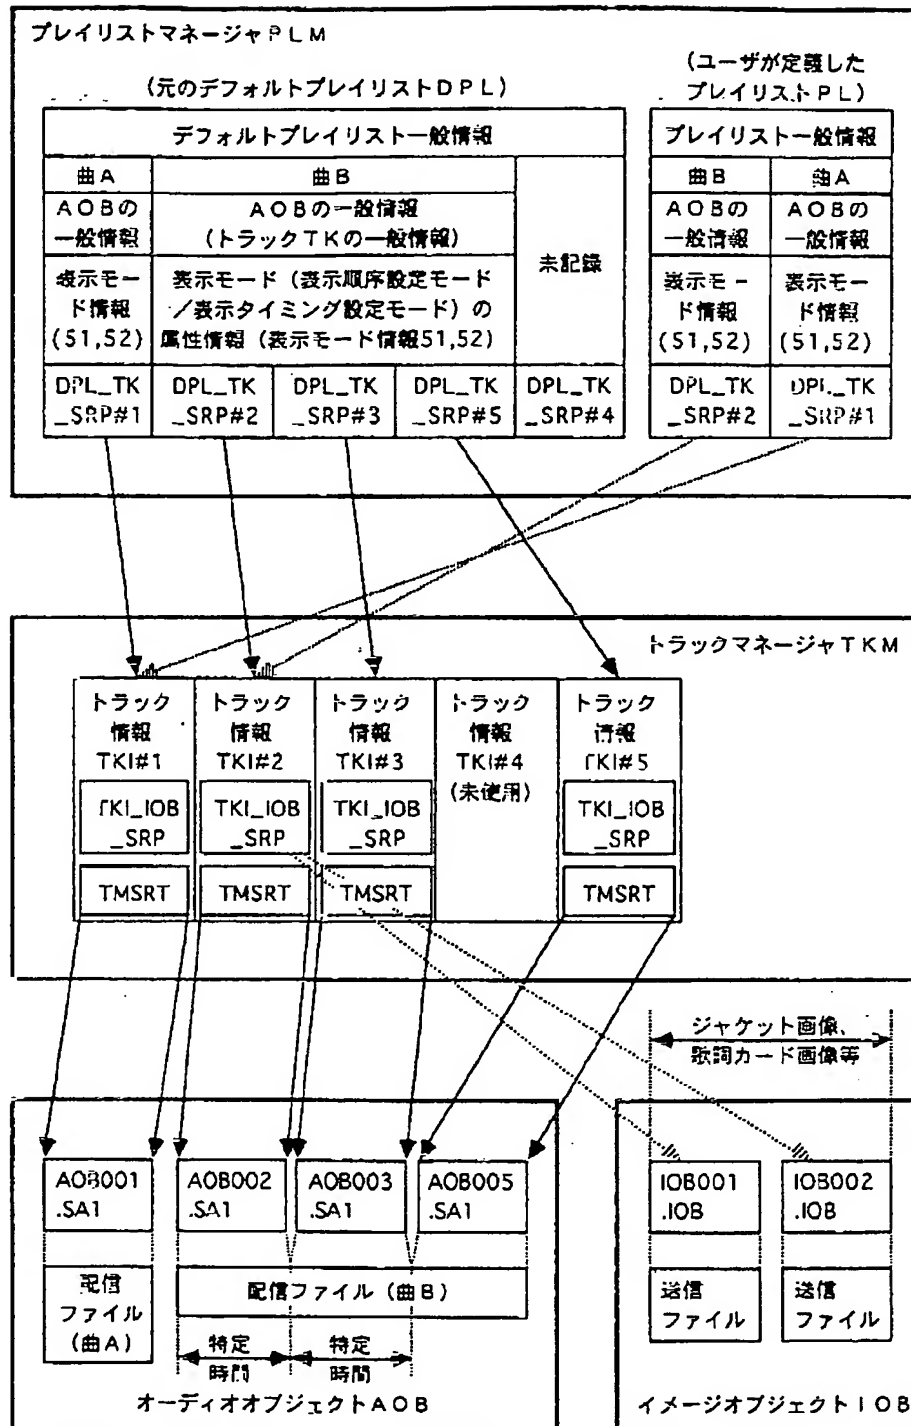 プレイリストマネージャPLM
(元のデフォルトプレイリストDPL)
(ユーザが定義した
プレイリストPL)
デフォルトプレイリスト一般情報
曲A
曲B
AOBの
一般情報
AOBの一般情報
(トラックTKの一般情報)
未記録
表示モー
ド情報
(51,52)
表示モード(表示順序設定モード
/表示タイミング設定モード)の
属性情報(表示モード情報51,52)
DPL_TK
_SRP#1
DPL_TK
_SRP#2
DPL_TK
_SRP#3
DPL_TK
_SRP#5
DPL_TK
_SRP#4
プレイリスト一般情報
曲B
曲A
AOBの
一般情報
AOBの
一般情報
表示モー
ド情報
(51,52)
表示モー
ド情報
(51,52)
DPL_TK
_SRP#2
DPL_TK
_SRP#1
トラックマネージャTKM
トラック
情報
TKI#1
TKI_IOB
_SRP
TMSRT
トラック
情報
TKI#2
TKI_IOB
_SRP
TMSRT
トラック
情報
TKI#3
TKI_IOB
_SRP
TMSRT
トラック
情報
TKI#4
(未使用)
トラック
情報
TKI#5
TKI_IOB
_SRP
TMSRT
ジャケット画像、
歌詞カード画像等
AOB001
.SA1
AOB002
.SA1
AOB003
.SA1
AOB005
.SA1
配信
ファイル
(曲A)
配信ファイル(曲B)
特定
時間
特定
時間
オーディオオブジェクトAOB
IOB001
.IOB
IOB002
.IOB
送信
ファイル
送信
ファイル
イメージオブジェクトIOB